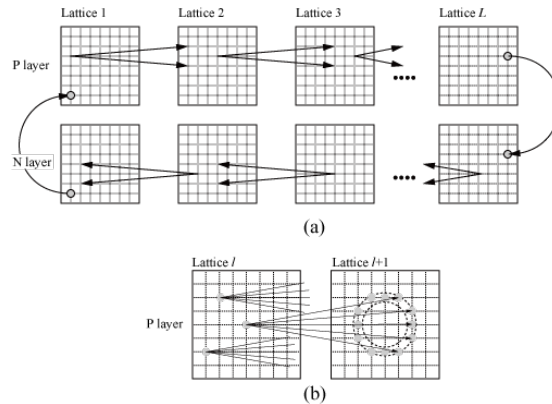 Lattice 1 Lattice 2 Lattice 3 Lattice L
P layer
N layer
(a)
Lattice l Lattice l+1
P layer
(b)